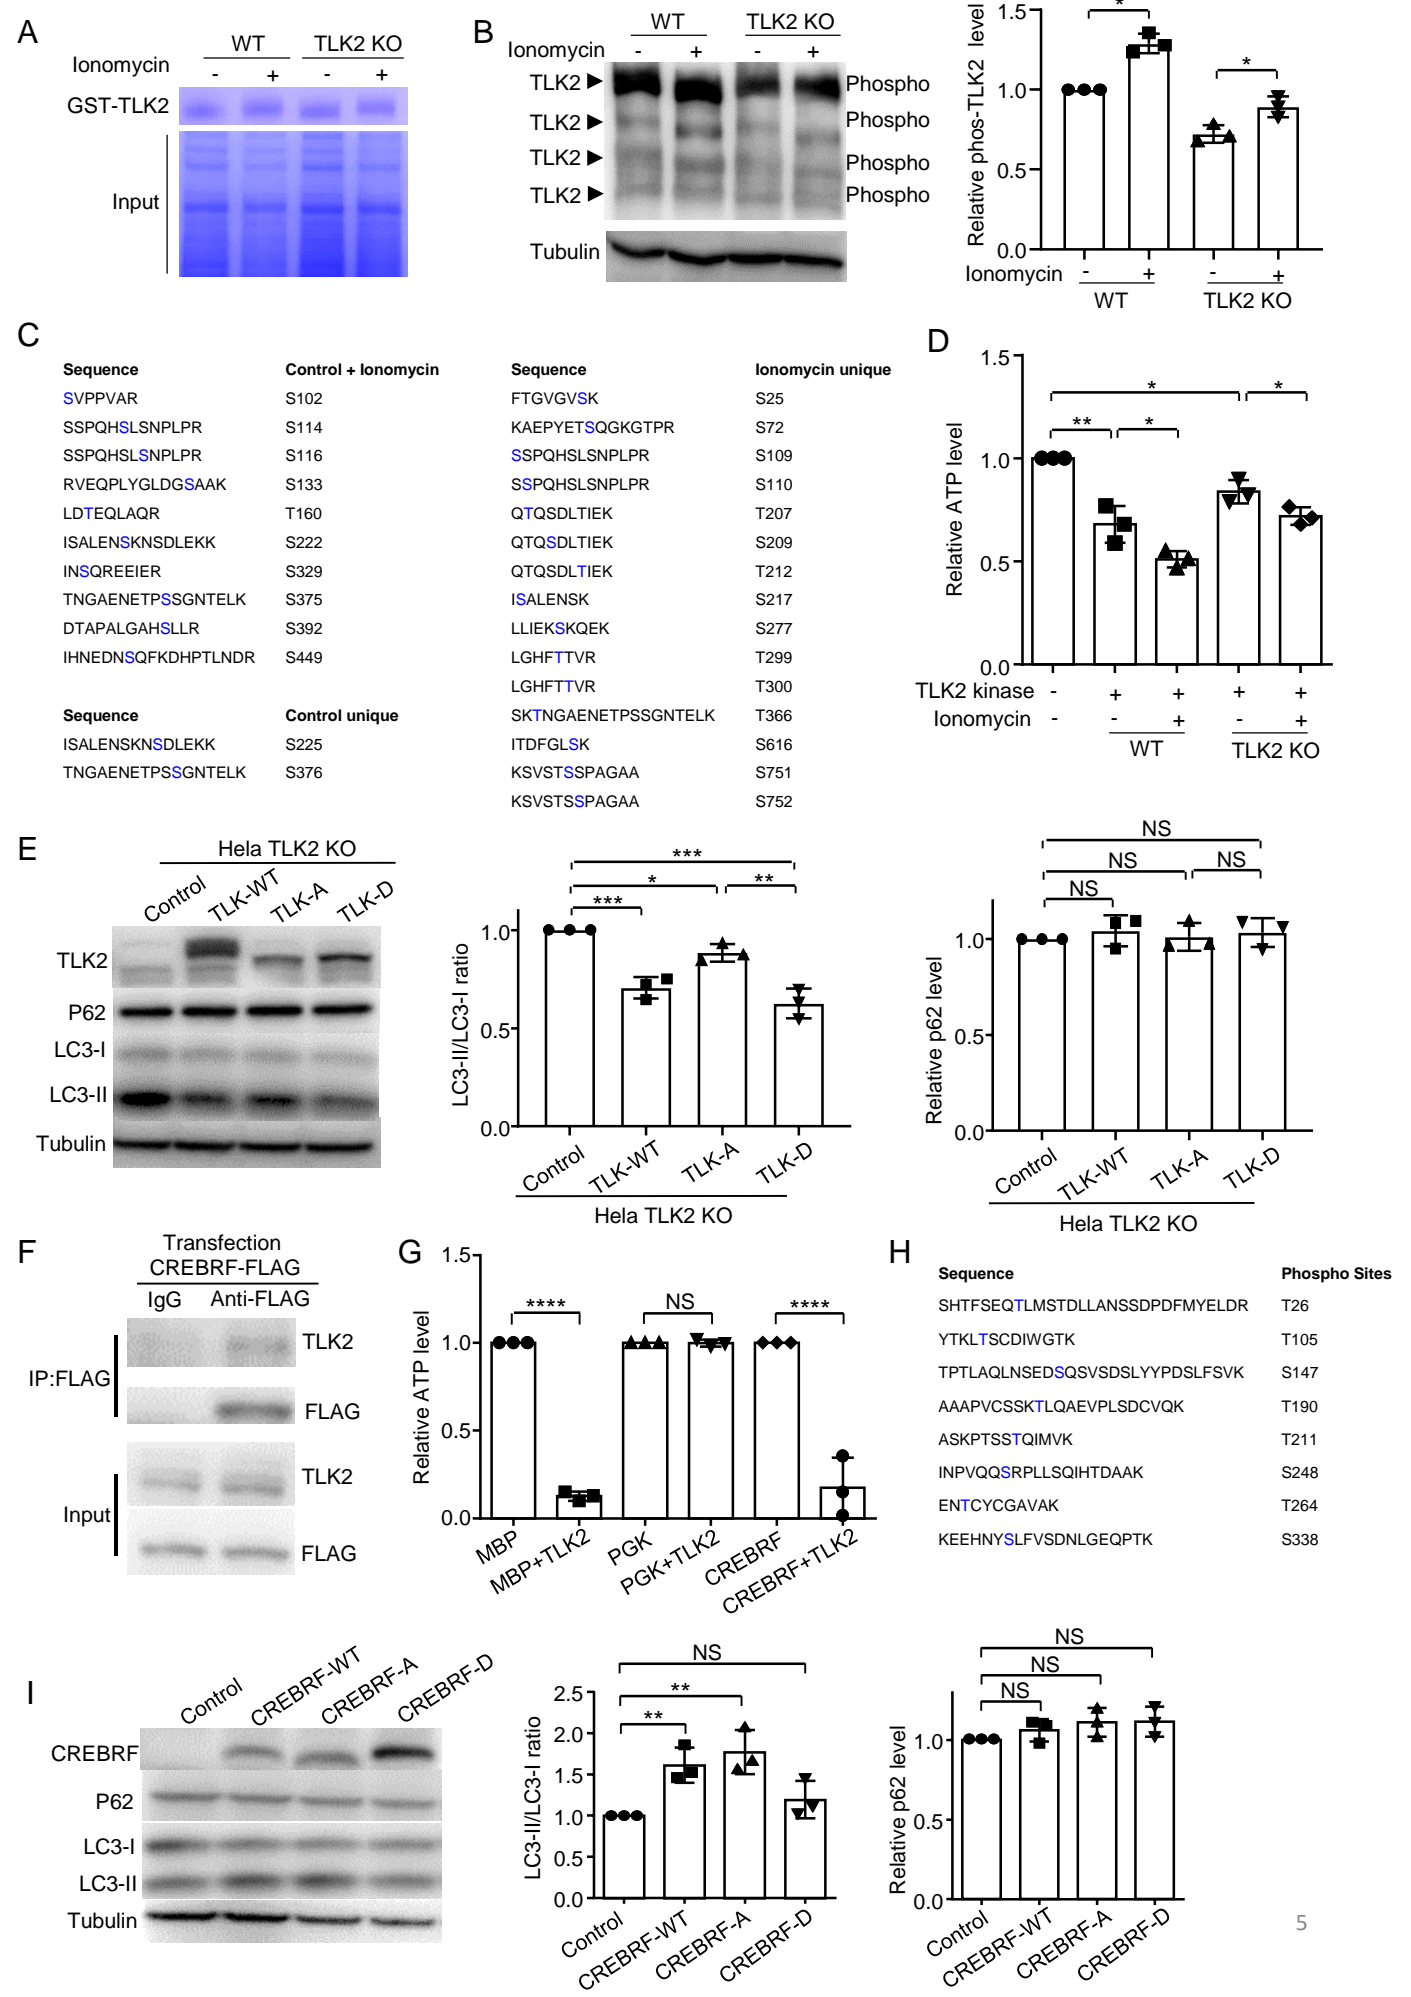 A
WT TLK2 KO
Ionomycin - + - +
GST-TLK2
Input
B
WT TLK2 KO
Ionomycin - + - +
TLK2 Phospho
TLK2 Phospho
TLK2 Phospho
TLK2 Phospho
Tubulin
Relative phos-TLK2 level
1.5
1.0
0.5
0.0
*
*
Ionomycin - + - +
WT TLK2 KO
C
Sequence Control + Ionomycin
SVPPVAR S102
SSPQHSLSNPLPR S114
SSPQHSLSNPLPR S116
RVEQPLYGLDGSAAK S133
LDTEQLAQR T160
ISALENSKNSDLEKK S222
INSQREEIER S329
TNGAENETPSSGNTELK S375
DTAPALGAHSLLR S392
IHNEDNSQFKDHPTLNDR S449
Sequence Control unique
ISALENSKNSDLEKK S225
TNGAENETPSSGNTELK S376
Sequence Ionomycin unique
FTGVGVSK S25
KAEPYETSQGKGTPR S72
SSPQHSLSNPLPR S109
SSPQHSLSNPLPR S110
QTQSDLTIEK T207
QTQSDLTIEK S209
QTQSDLTIEK T212
ISALENSK S217
LLIEKSKQEK S277
LGHFTTVR T299
LGHFTTVR T300
SKTNGAENETPSSGNTELK T366
ITDFGLSK S616
KSVSTSSPAGAA S751
KSVSTSSPAGAA S752
D
Relative ATP level
1.5
1.0
0.5
0.0
* *
** *
TLK2 kinase - + + + +
Ionomycin - - + - +
WT TLK2 KO
E
Hela TLK2 KO
Control TLK-WT TLK-A TLK-D
TLK2
P62
LC3-I
LC3-II
Tubulin
LC3-II/LC3-I ratio
1.0
0.5
0.0
***
* **
***
Control TLK-WT TLK-A TLK-D
Hela TLK2 KO
Relative p62 level
1.0
0.5
0.0
NS
NS NS
NS
Control TLK-WT TLK-A TLK-D
Hela TLK2 KO
F
Transfection
CREBRF-FLAG
IgG Anti-FLAG
IP:FLAG
TLK2
FLAG
Input
TLK2
FLAG
G
Relative ATP level
1.5
1.0
0.5
0.0
**** NS ****
MBP MBP+TLK2 PGK PGK+TLK2 CREBRF CREBRF+TLK2
H
Sequence Phospho Sites
SHTFSEQTLMSTDLLANSSDPDFMYELDR T26
YTKLTSCDIWGTK T105
TPTLAQLNSEDSQSVSDSLYYPDSLFSVK S147
AAAPVCSSKTLQAEVPLSDCVQK T190
ASKPTSSTQIMVK T211
INPVQQSRPLLSQIHTDAAK S248
ENTCYCGAVAK T264
KEEHNYSLFVSDNLGEQPTK S338
I
Control CREBRF-WT CREBRF-A CREBRF-D
CREBRF
P62
LC3-I
LC3-II
Tubulin
LC3-II/LC3-I ratio
2.5
2.0
1.5
1.0
0.5
0.0
NS
**
**
Control CREBRF-WT CREBRF-A CREBRF-D
Relative p62 level
1.0
0.5
0.0
NS
NS
NS
Control CREBRF-WT CREBRF-A CREBRF-D
5